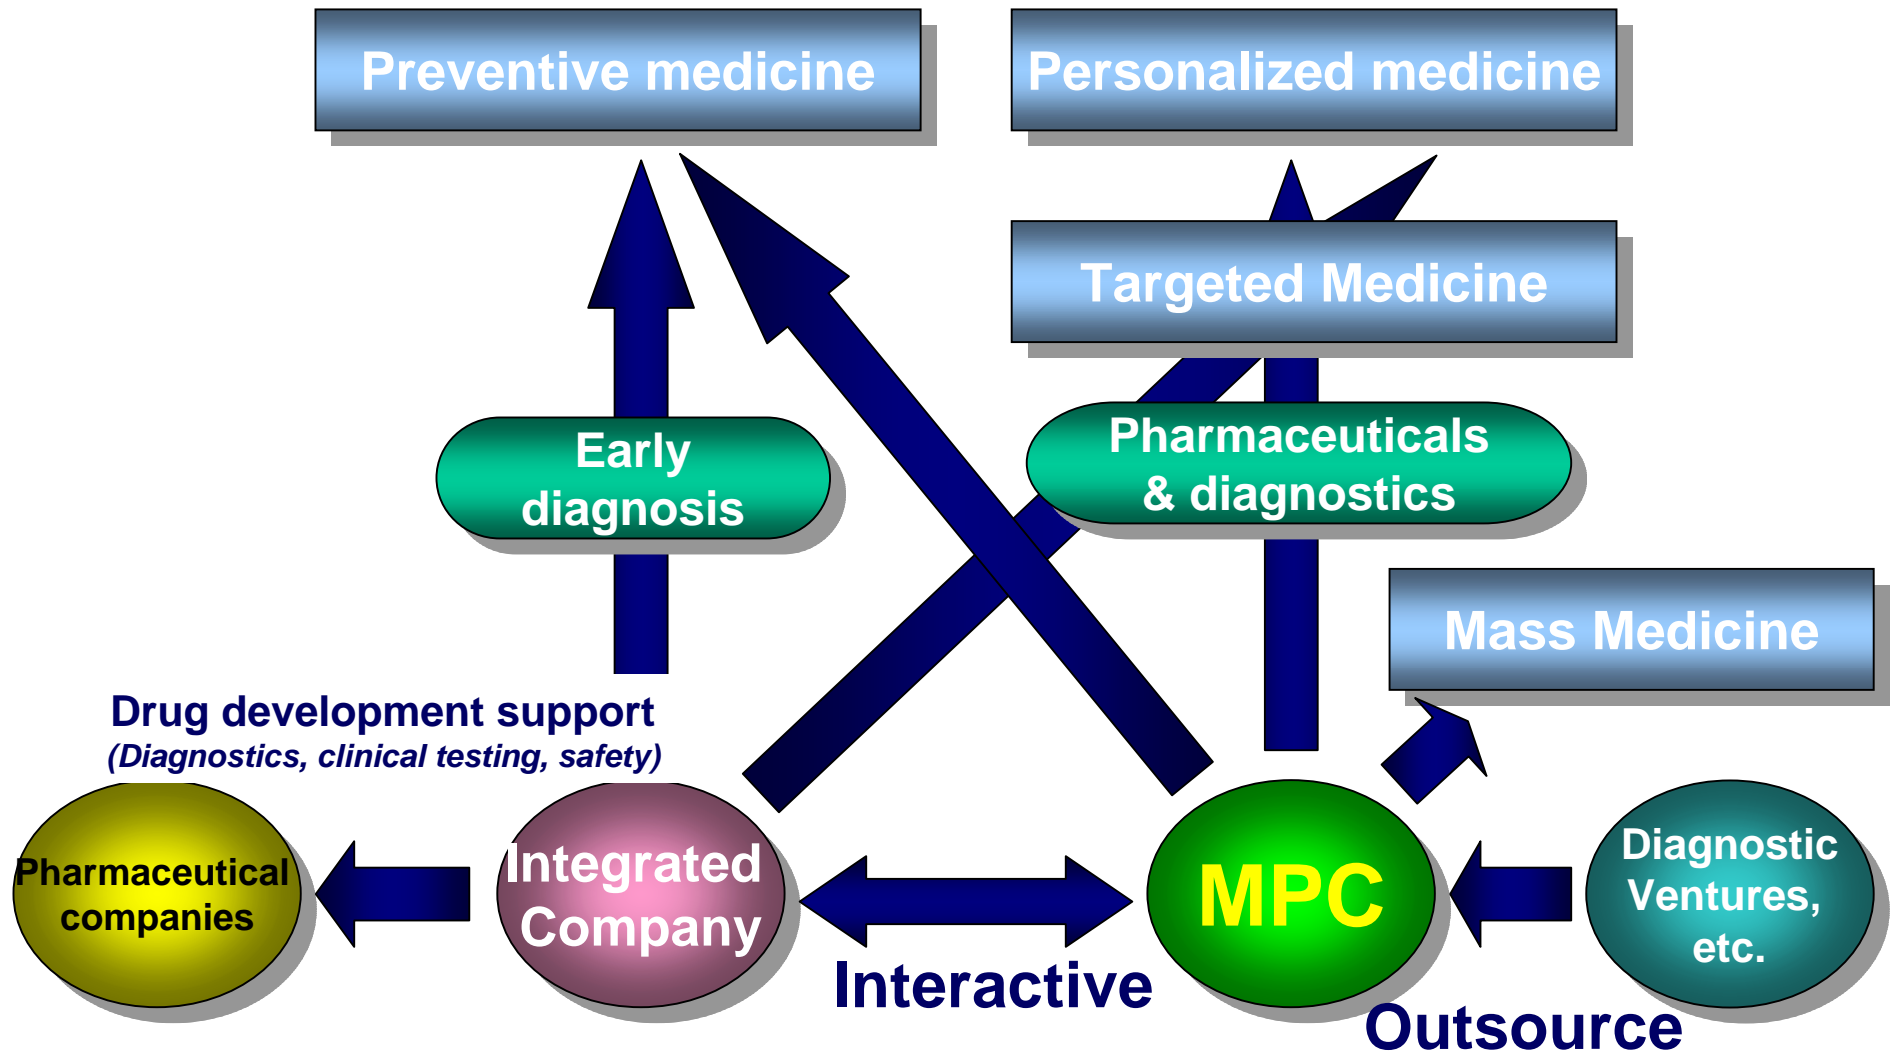 Preventive medicine
Personalized medicine
Targeted Medicine
Early
diagnosis
Pharmaceuticals
& diagnostics
Mass Medicine
Drug development support
(Diagnostics, clinical testing, safety)
Pharmaceutical
companies
Integrated
Company
MPC
Diagnostic
Ventures,
etc.
Interactive
Outsource